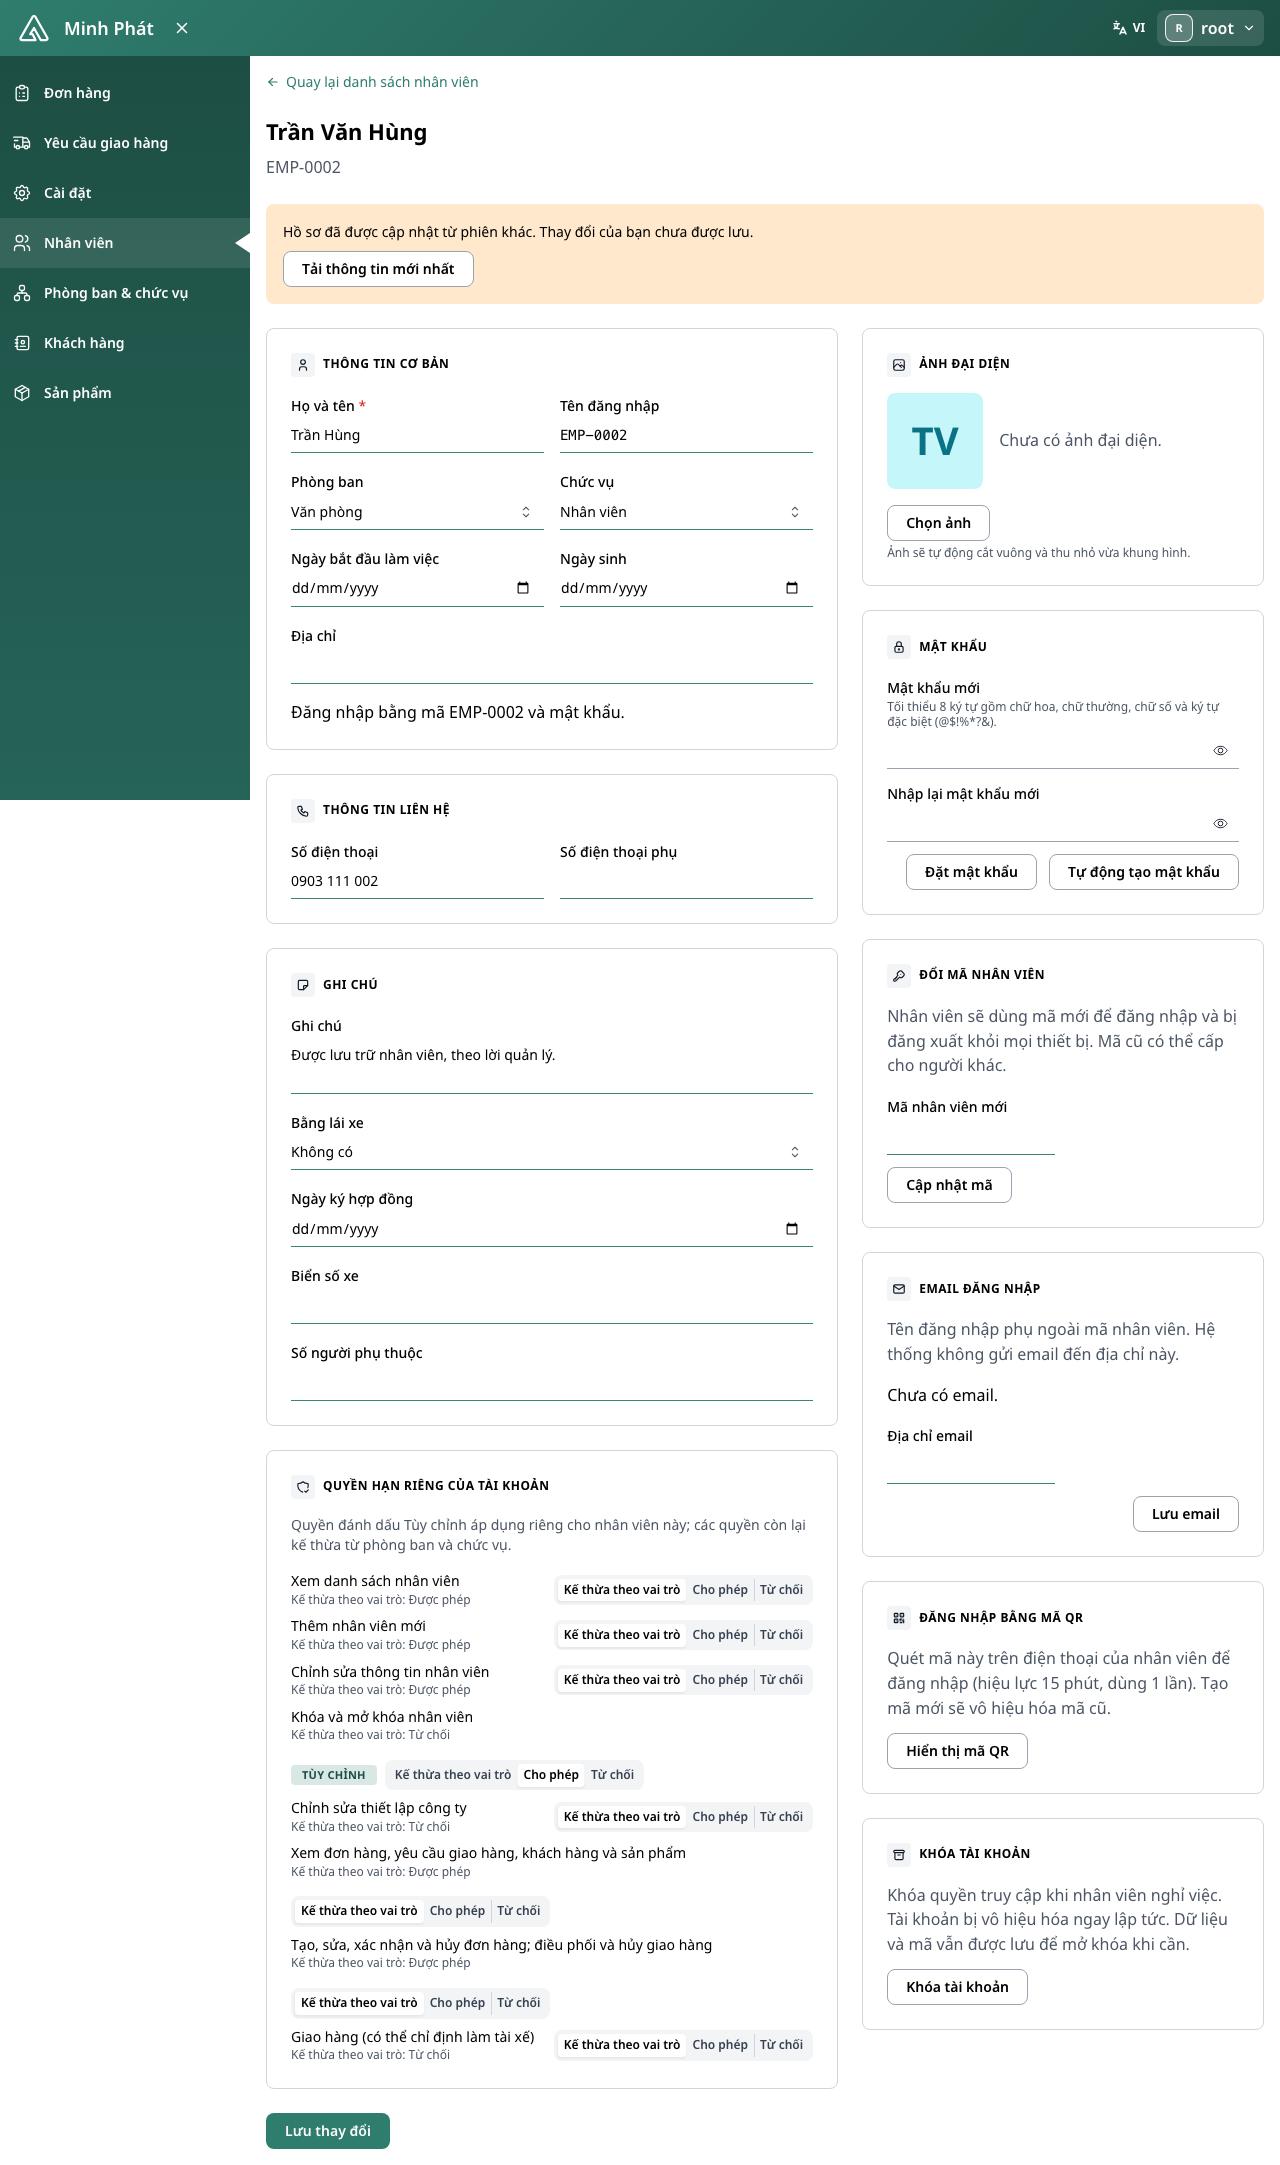 Minh Phát
VI
R
root
Đơn hàng
Yêu cầu giao hàng
Cài đặt
Nhân viên
Phòng ban & chức vụ
Khách hàng
Sản phẩm
Quay lại danh sách nhân viên
Trần Văn Hùng
EMP-0002
Hồ sơ đã được cập nhật từ phiên khác. Thay đổi của bạn chưa được lưu.
Tải thông tin mới nhất
THÔNG TIN CƠ BẢN
Họ và tên *
Tên đăng nhập
Trần Hùng
EMP-0002
Phòng ban
Chức vụ
Văn phòng
Nhân viên
Ngày bắt đầu làm việc
Ngày sinh
dd/mm/yyyy
dd/mm/yyyy
Địa chỉ
Đăng nhập bằng mã EMP-0002 và mật khẩu.
THÔNG TIN LIÊN HỆ
Số điện thoại
Số điện thoại phụ
0903 111 002
GHI CHÚ
Ghi chú
Được lưu trữ nhân viên, theo lời quản lý.
Bằng lái xe
Không có
Ngày ký hợp đồng
dd/mm/yyyy
Biển số xe
Số người phụ thuộc
QUYỀN HẠN RIÊNG CỦA TÀI KHOẢN
Quyền đánh dấu Tùy chỉnh áp dụng riêng cho nhân viên này; các quyền còn lại
kế thừa từ phòng ban và chức vụ.
Xem danh sách nhân viên
Kế thừa theo vai trò: Được phép
Kế thừa theo vai trò Cho phép Từ chối
Thêm nhân viên mới
Kế thừa theo vai trò: Được phép
Kế thừa theo vai trò Cho phép Từ chối
Chỉnh sửa thông tin nhân viên
Kế thừa theo vai trò: Được phép
Kế thừa theo vai trò Cho phép Từ chối
Khóa và mở khóa nhân viên
Kế thừa theo vai trò: Từ chối
TÙY CHỈNH
Kế thừa theo vai trò Cho phép Từ chối
Chỉnh sửa thiết lập công ty
Kế thừa theo vai trò: Từ chối
Kế thừa theo vai trò Cho phép Từ chối
Xem đơn hàng, yêu cầu giao hàng, khách hàng và sản phẩm
Kế thừa theo vai trò: Được phép
Kế thừa theo vai trò Cho phép Từ chối
Tạo, sửa, xác nhận và hủy đơn hàng; điều phối và hủy giao hàng
Kế thừa theo vai trò: Được phép
Kế thừa theo vai trò Cho phép Từ chối
Giao hàng (có thể chỉ định làm tài xế)
Kế thừa theo vai trò: Từ chối
Kế thừa theo vai trò Cho phép Từ chối
Lưu thay đổi
ẢNH ĐẠI DIỆN
TV
Chưa có ảnh đại diện.
Chọn ảnh
Ảnh sẽ tự động cắt vuông và thu nhỏ vừa khung hình.
MẬT KHẨU
Mật khẩu mới
Tối thiểu 8 ký tự gồm chữ hoa, chữ thường, chữ số và ký tự
đặc biệt (@$!%*?&).
Nhập lại mật khẩu mới
Đặt mật khẩu
Tự động tạo mật khẩu
ĐỔI MÃ NHÂN VIÊN
Nhân viên sẽ dùng mã mới để đăng nhập và bị
đăng xuất khỏi mọi thiết bị. Mã cũ có thể cấp
cho người khác.
Mã nhân viên mới
Cập nhật mã
EMAIL ĐĂNG NHẬP
Tên đăng nhập phụ ngoài mã nhân viên. Hệ
thống không gửi email đến địa chỉ này.
Chưa có email.
Địa chỉ email
Lưu email
ĐĂNG NHẬP BẰNG MÃ QR
Quét mã này trên điện thoại của nhân viên để
đăng nhập (hiệu lực 15 phút, dùng 1 lần). Tạo
mã mới sẽ vô hiệu hóa mã cũ.
Hiển thị mã QR
KHÓA TÀI KHOẢN
Khóa quyền truy cập khi nhân viên nghỉ việc.
Tài khoản bị vô hiệu hóa ngay lập tức. Dữ liệu
và mã vẫn được lưu để mở khóa khi cần.
Khóa tài khoản